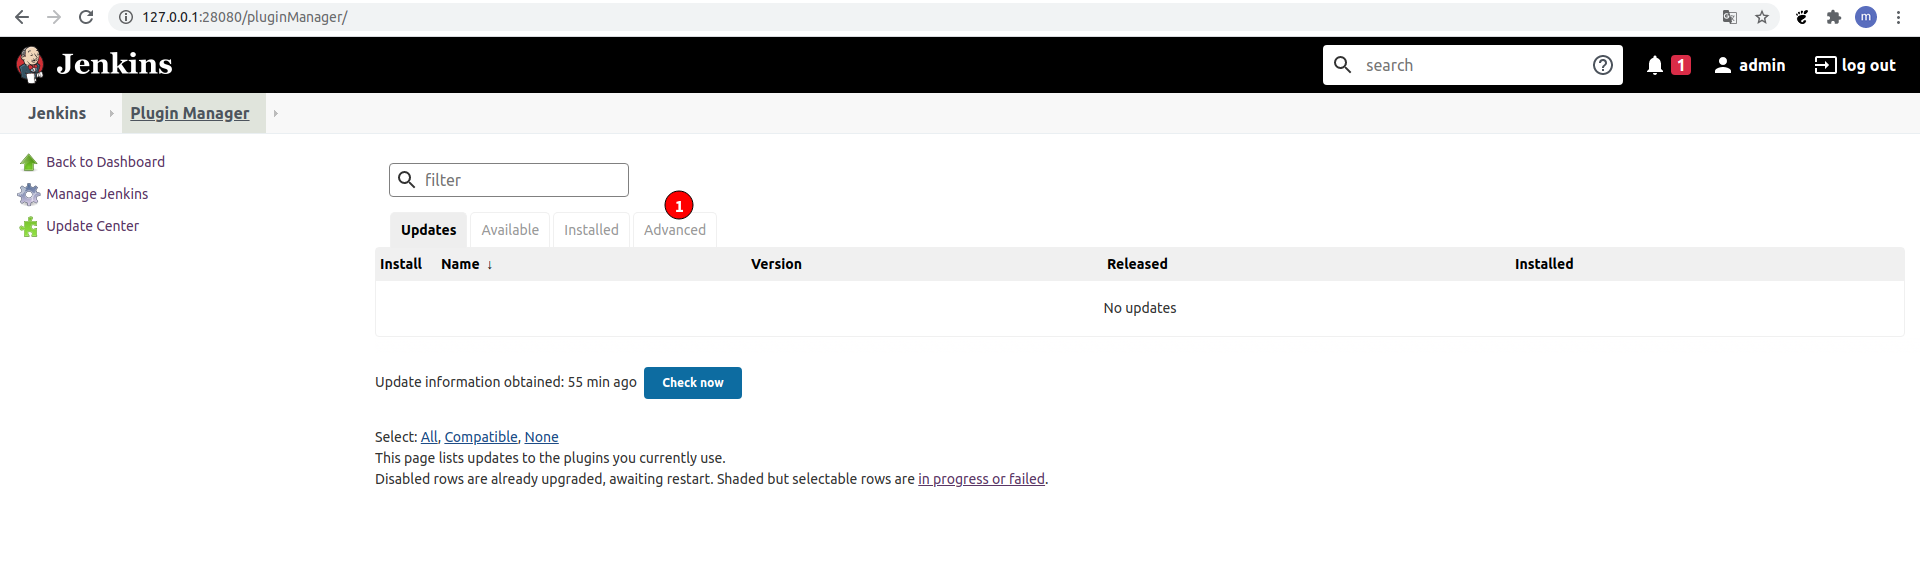 127.0.0.1:28080/pluginManager/
m
Jenkins
search
1
admin
log out
Jenkins
Plugin Manager
Back to Dashboard
Manage Jenkins
Update Center
filter
1
Updates
Available
Installed
Advanced
Install Name ↓ Version Released Installed
No updates
Update information obtained: 55 min ago
Check now
Select: All, Compatible, None
This page lists updates to the plugins you currently use.
Disabled rows are already upgraded, awaiting restart. Shaded but selectable rows are in progress or failed.